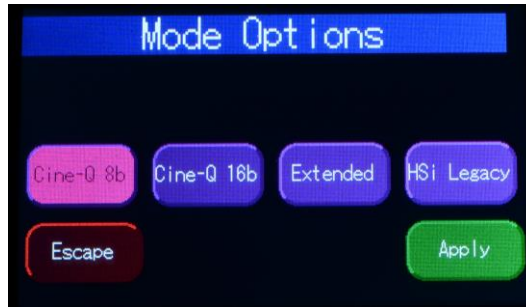 Mode Options
Cine-Q 8b
Cine-Q 16b
Extended
HSi Legacy
Escape
Apply